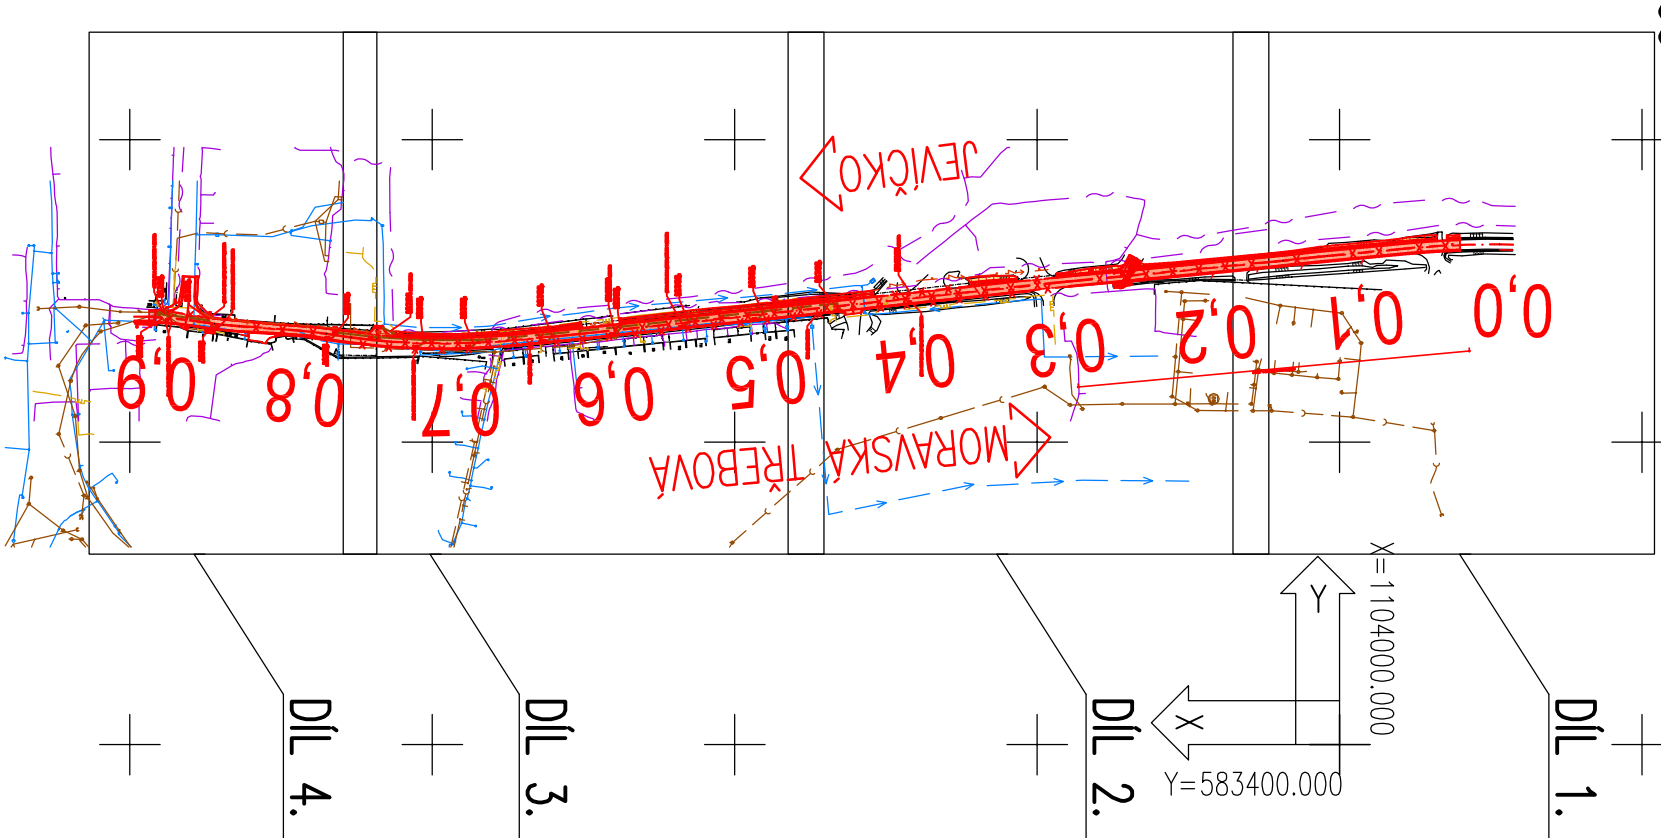 JEVÍČKO
0,0
0,1
0,2
0,3
0,4
0,5
0,6
0,7
0,8
0,9
MORAVSKÁ TŘEBOVÁ
X=1104000.000
Y
X
Y=583400.000
DÍL 1.
DÍL 2.
DÍL 3.
DÍL 4.